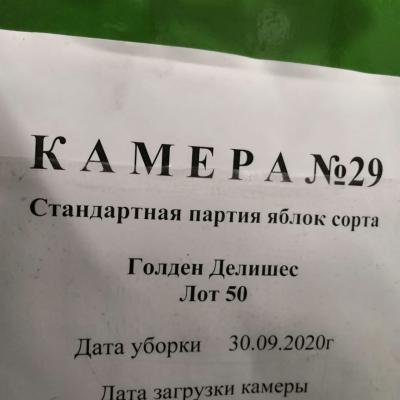 КАМЕРА №29
Стандартная партия яблок сорта
Голден Делишес
Лот 50
Дата уборки 30.09.2020г
Дата загрузки камеры